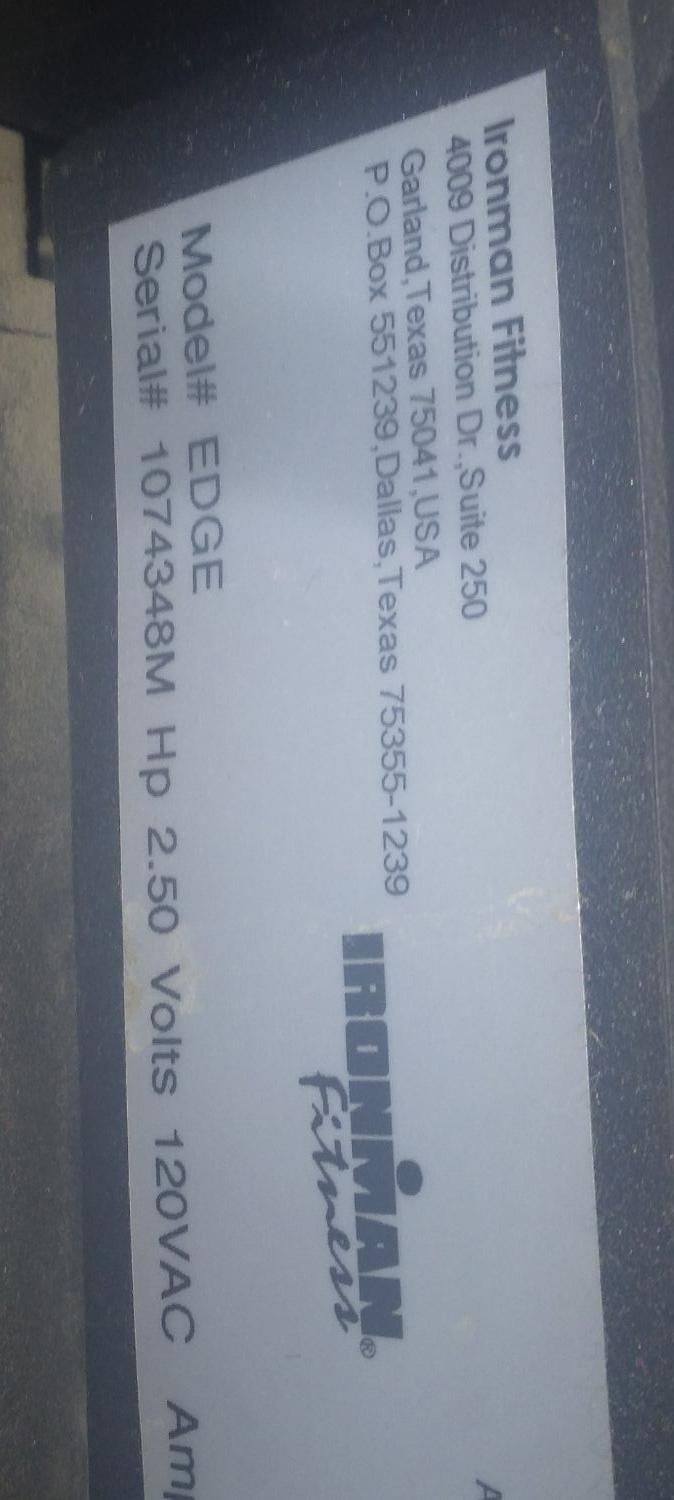 Ironman Fitness
4009 Distribution Dr.,Suite 250
Garland,Texas 75041,USA
P.O.Box 551239,Dallas,Texas 75355-1239
IRONMAN®
Fitness
Model# EDGE
Serial# 1074348M Hp 2.50 Volts 120VAC